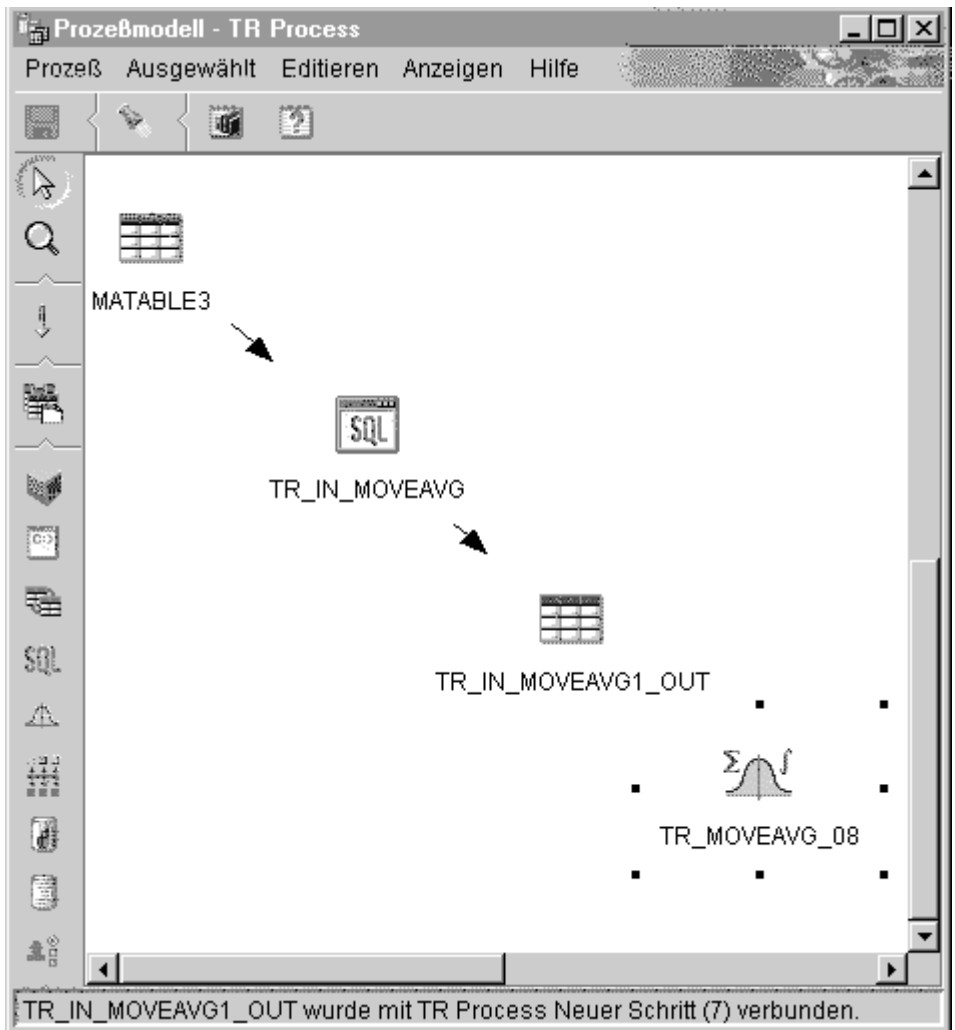 Prozeßmodell - TR Process
Prozeß Ausgewählt Editieren Anzeigen Hilfe
MATABLE3
SQL
TR_IN_MOVEAVG
TR_IN_MOVEAVG1_OUT
SQL
Σ ∫
TR_MOVEAVG_08
TR_IN_MOVEAVG1_OUT wurde mit TR Process Neuer Schritt (7) verbunden.